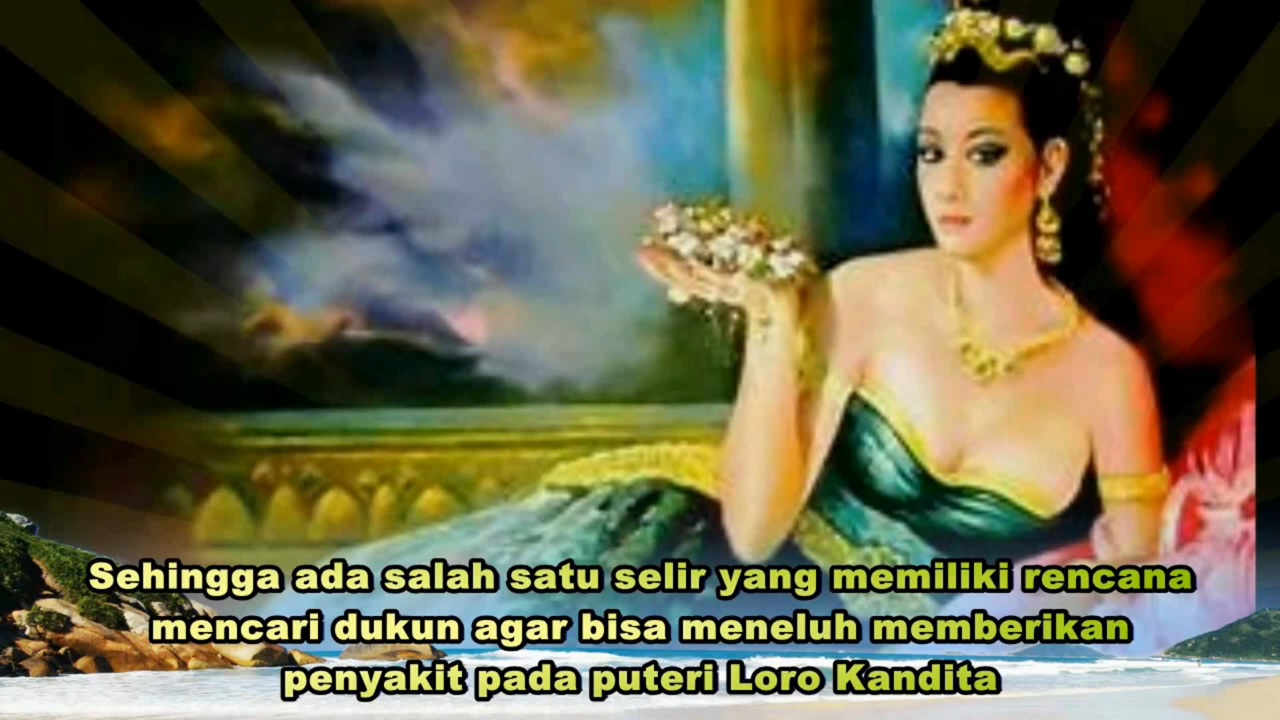 Sehingga ada salah satu selir yang memiliki rencana
mencari dukun agar bisa meneluh memberikan
penyakit pada puteri Loro Kandita